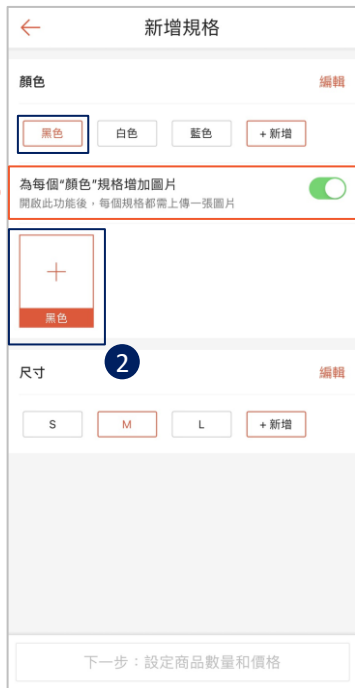 新增規格
顏色 編輯
黑色 白色 藍色 + 新增
為每個“顏色”規格增加圖片
開啟此功能後，每個規格都需上傳一張圖片
+
黑色
2
尺寸 編輯
S M L + 新增
下一步：設定商品數量和價格